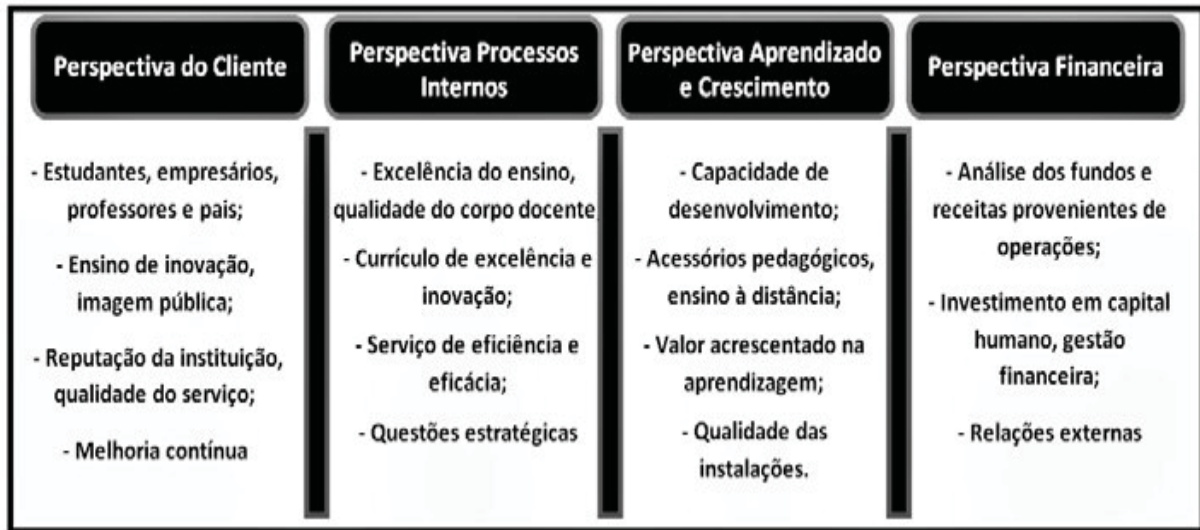 Perspectiva do Cliente
- Estudantes, empresários,
professores e pais;
- Ensino de inovação,
imagem pública;
- Reputação da instituição,
qualidade do serviço;
- Melhoria contínua
Perspectiva Processos
Internos
- Excelência do ensino,
qualidade do corpo docente
- Currículo de excelência e
inovação;
- Serviço de eficiência e
eficácia;
- Questões estratégicas
Perspectiva Aprendizado
e Crescimento
- Capacidade de
desenvolvimento;
- Acessórios pedagógicos,
ensino à distância;
- Valor acrescentado na
aprendizagem;
- Qualidade das
instalações.
Perspectiva Financeira
- Análise dos fundos e
receitas provenientes de
operações;
- Investimento em capital
humano, gestão
financeira;
- Relações externas